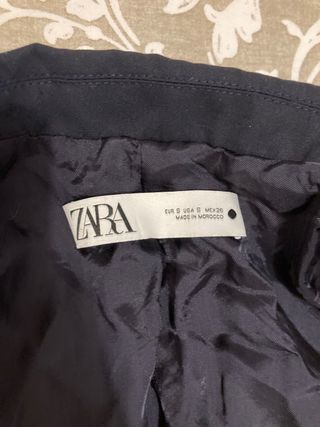 ZARA
EUR S USA S MEX 26
MADE IN MOROCCO